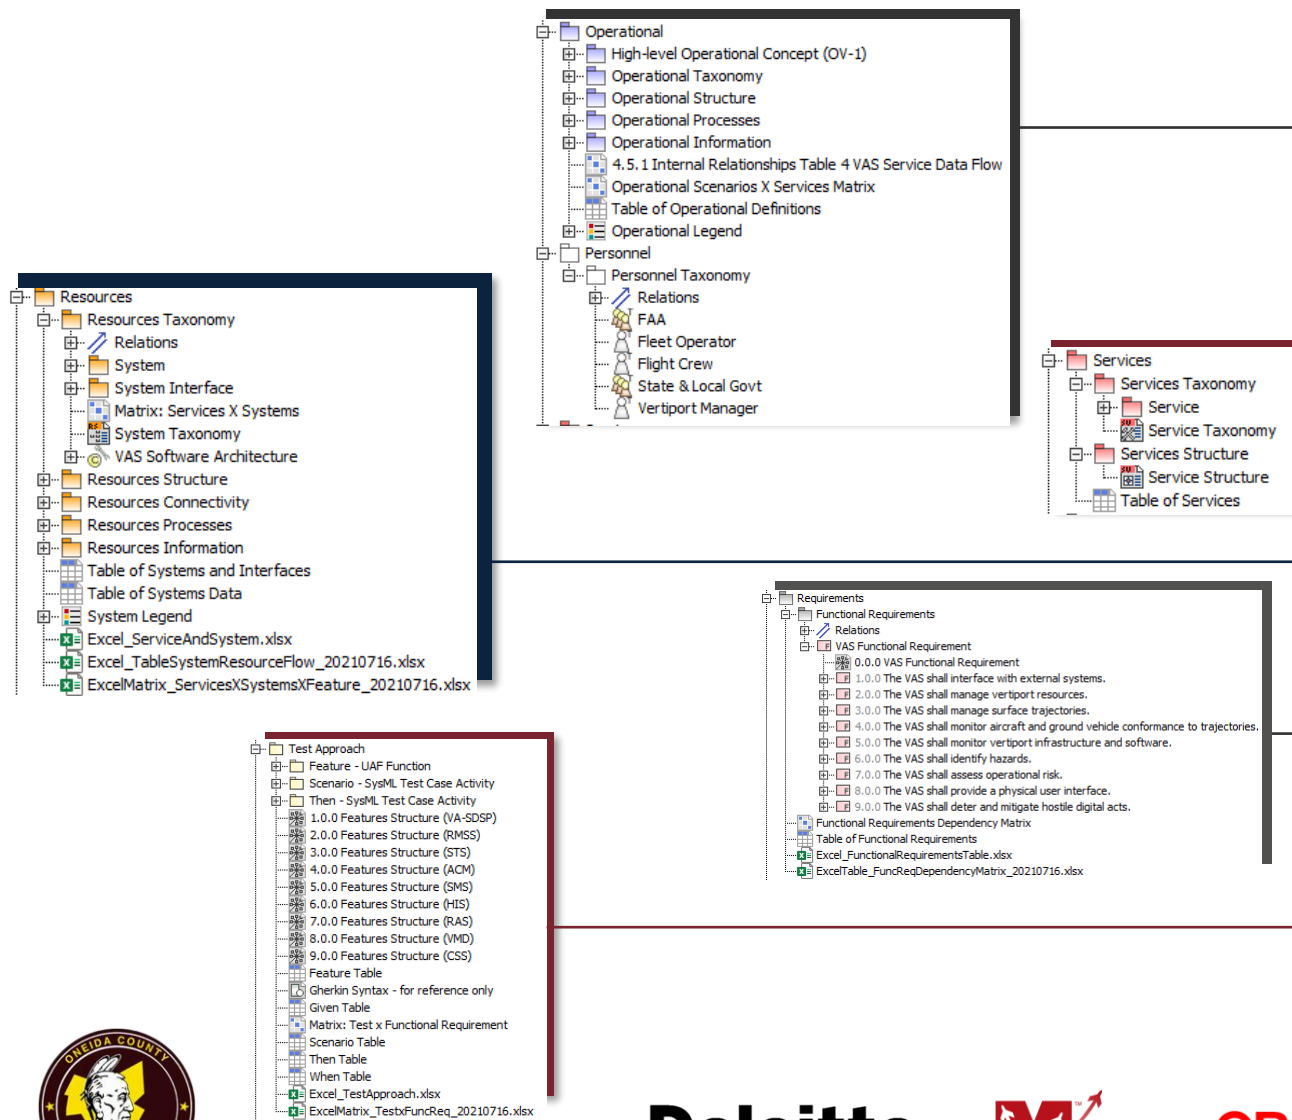 Operational
High-level Operational Concept (OV-1)
Operational Taxonomy
Operational Structure
Operational Processes
Operational Information
4.5.1 Internal Relationships Table 4 VAS Service Data Flow
Operational Scenarios X Services Matrix
Table of Operational Definitions
Operational Legend
Personnel
Personnel Taxonomy
Relations
FAA
Fleet Operator
Flight Crew
State & Local Govt
Vertiport Manager
Resources
Resources Taxonomy
Relations
System
System Interface
Matrix: Services X Systems
System Taxonomy
VAS Software Architecture
Resources Structure
Resources Connectivity
Resources Processes
Resources Information
Table of Systems and Interfaces
Table of Systems Data
System Legend
Excel_ServiceAndSystem.xlsx
Excel_TableSystemResourceFlow_20210716.xlsx
ExcelMatrix_ServicesXSystemsXFeature_20210716.xlsx
Services
Services Taxonomy
Service
Service Taxonomy
Services Structure
Service Structure
Table of Services
Requirements
Functional Requirements
Relations
VAS Functional Requirement
0.0.0 VAS Functional Requirement
1.0.0 The VAS shall interface with external systems.
2.0.0 The VAS shall manage vertiport resources.
3.0.0 The VAS shall manage surface trajectories.
4.0.0 The VAS shall monitor aircraft and ground vehicle conformance to trajectories.
5.0.0 The VAS shall monitor vertiport infrastructure and software.
6.0.0 The VAS shall identify hazards.
7.0.0 The VAS shall assess operational risk.
8.0.0 The VAS shall provide a physical user interface.
9.0.0 The VAS shall deter and mitigate hostile digital acts.
Functional Requirements Dependency Matrix
Table of Functional Requirements
Excel_FunctionalRequirementsTable.xlsx
ExcelTable_FuncReqDependencyMatrix_20210716.xlsx
Test Approach
Feature - UAF Function
Scenario - SysML Test Case Activity
Then - SysML Test Case Activity
1.0.0 Features Structure (VA-SDSP)
2.0.0 Features Structure (RMSS)
3.0.0 Features Structure (STS)
4.0.0 Features Structure (ACM)
5.0.0 Features Structure (SMS)
6.0.0 Features Structure (HIS)
7.0.0 Features Structure (RAS)
8.0.0 Features Structure (VMD)
9.0.0 Features Structure (CSS)
Feature Table
Gherkin Syntax - for reference only
Given Table
Matrix: Test x Functional Requirement
Scenario Table
Then Table
When Table
Excel_TestApproach.xlsx
ExcelMatrix_TestxFuncReq_20210716.xlsx
ONEIDA COUNTY
Deloitte